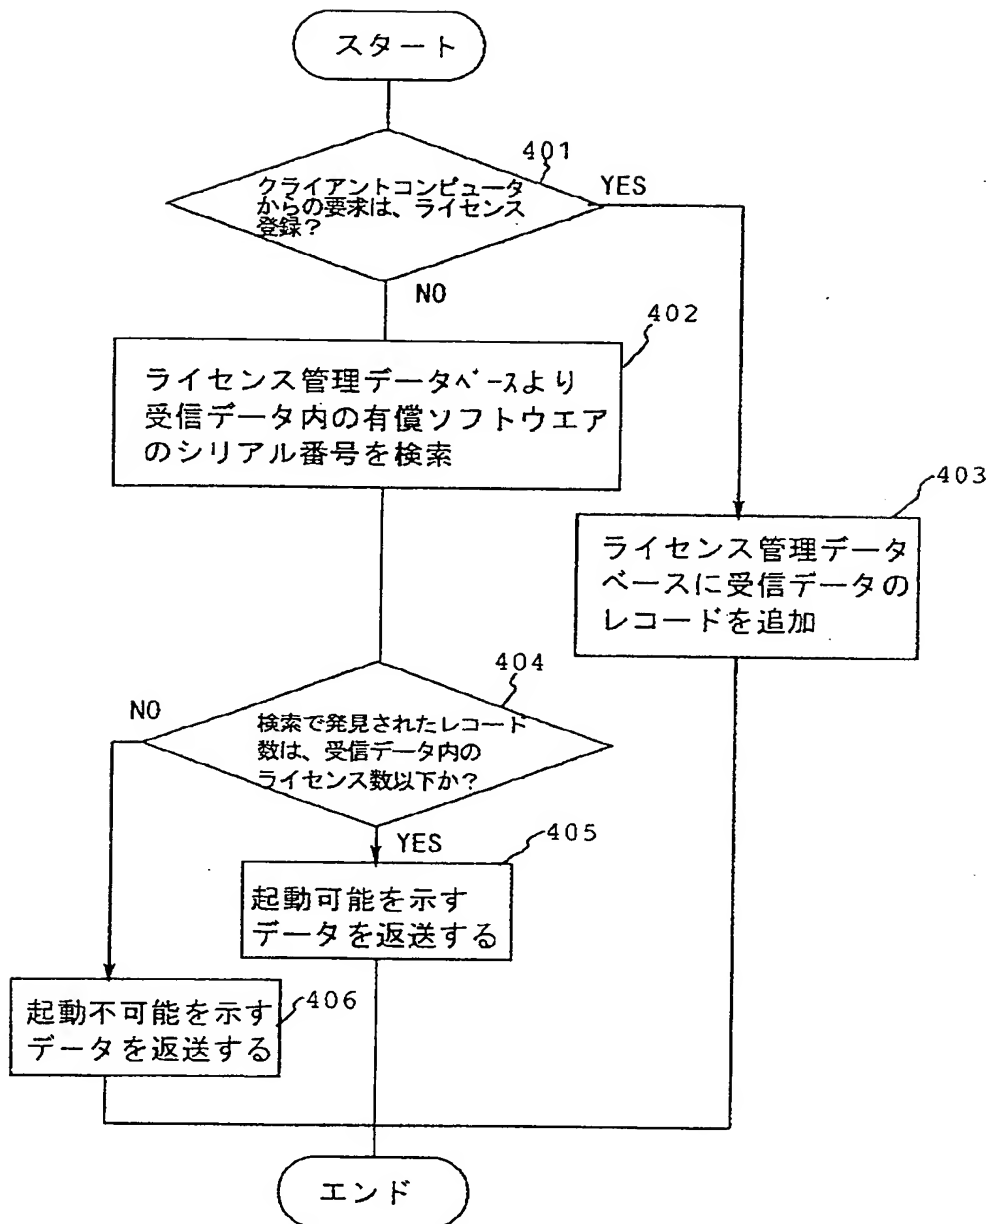 スタート
401
クライアントコンピュータ
からの要求は、ライセンス
登録?
YES
NO
402
ライセンス管理データベースより
受信データ内の有償ソフトウエア
のシリアル番号を検索
403
ライセンス管理データ
ベースに受信データの
レコードを追加
404
NO
検索で発見されたレコード
数は、受信データ内の
ライセンス数以下か?
YES
405
起動可能を示す
データを返送する
406
起動不可能を示す
データを返送する
エンド